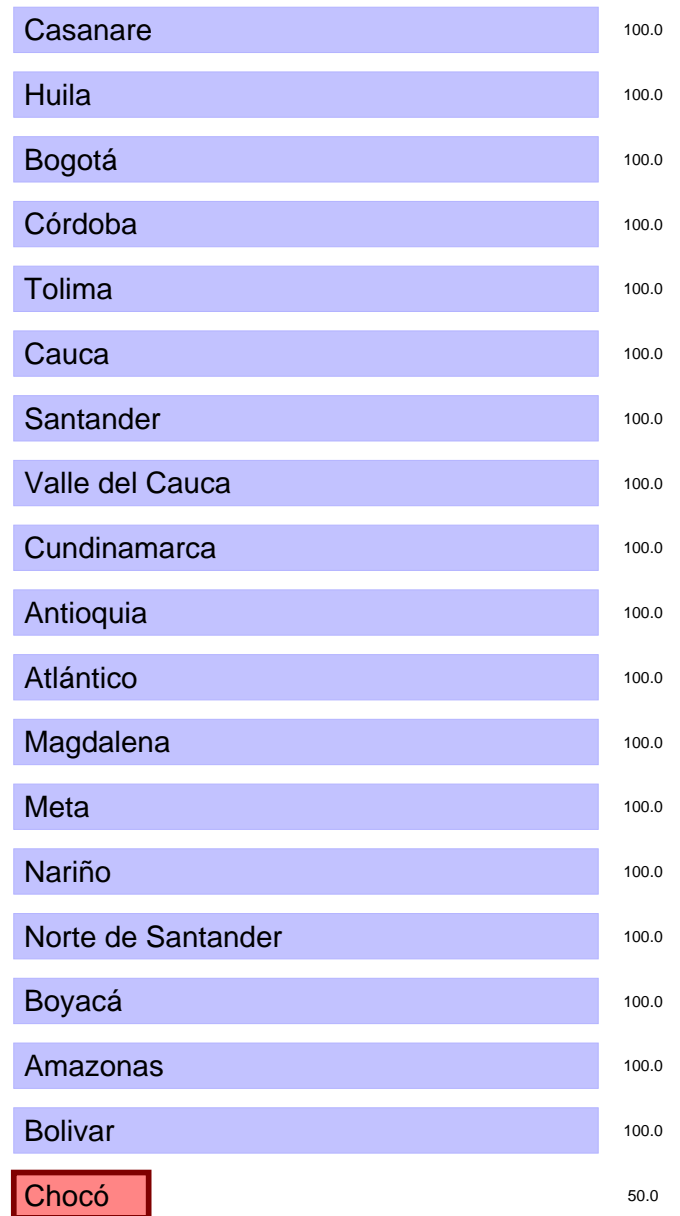 Casanare 100.0
Huila 100.0
Bogotá 100.0
Córdoba 100.0
Tolima 100.0
Cauca 100.0
Santander 100.0
Valle del Cauca 100.0
Cundinamarca 100.0
Antioquia 100.0
Atlántico 100.0
Magdalena 100.0
Meta 100.0
Nariño 100.0
Norte de Santander 100.0
Boyacá 100.0
Amazonas 100.0
Bolivar 100.0
Chocó 50.0